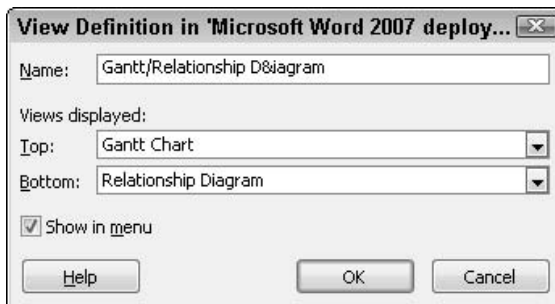 View Definition in 'Microsoft Word 2007 deploy...
Name: Gantt/Relationship D&iagram
Views displayed:
Top: Gantt Chart
Bottom: Relationship Diagram
Show in menu
Help OK Cancel